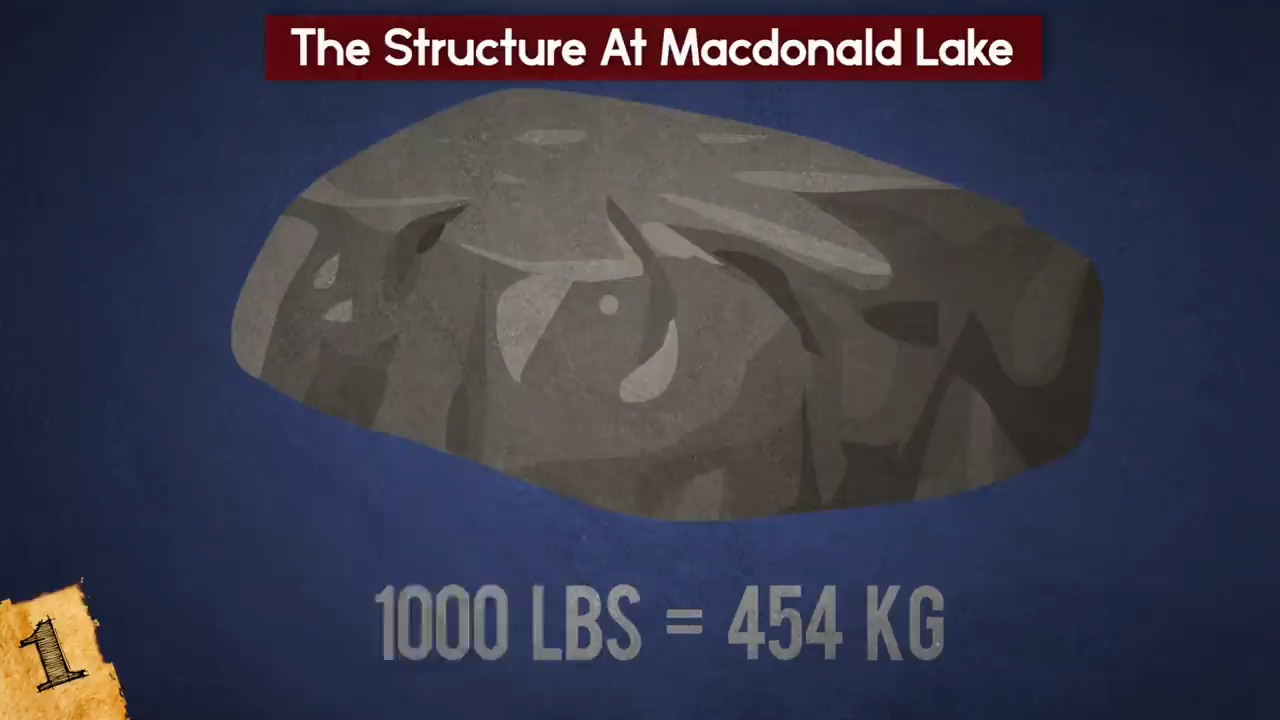 The Structure At Macdonald Lake
1000 LBS = 454 KG
1